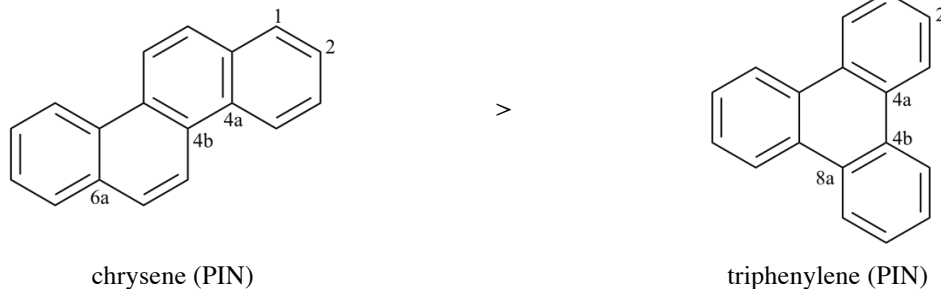 1
2
4a
4b
6a
>
2
4a
4b
8a
chrysene (PIN)
triphenylene (PIN)